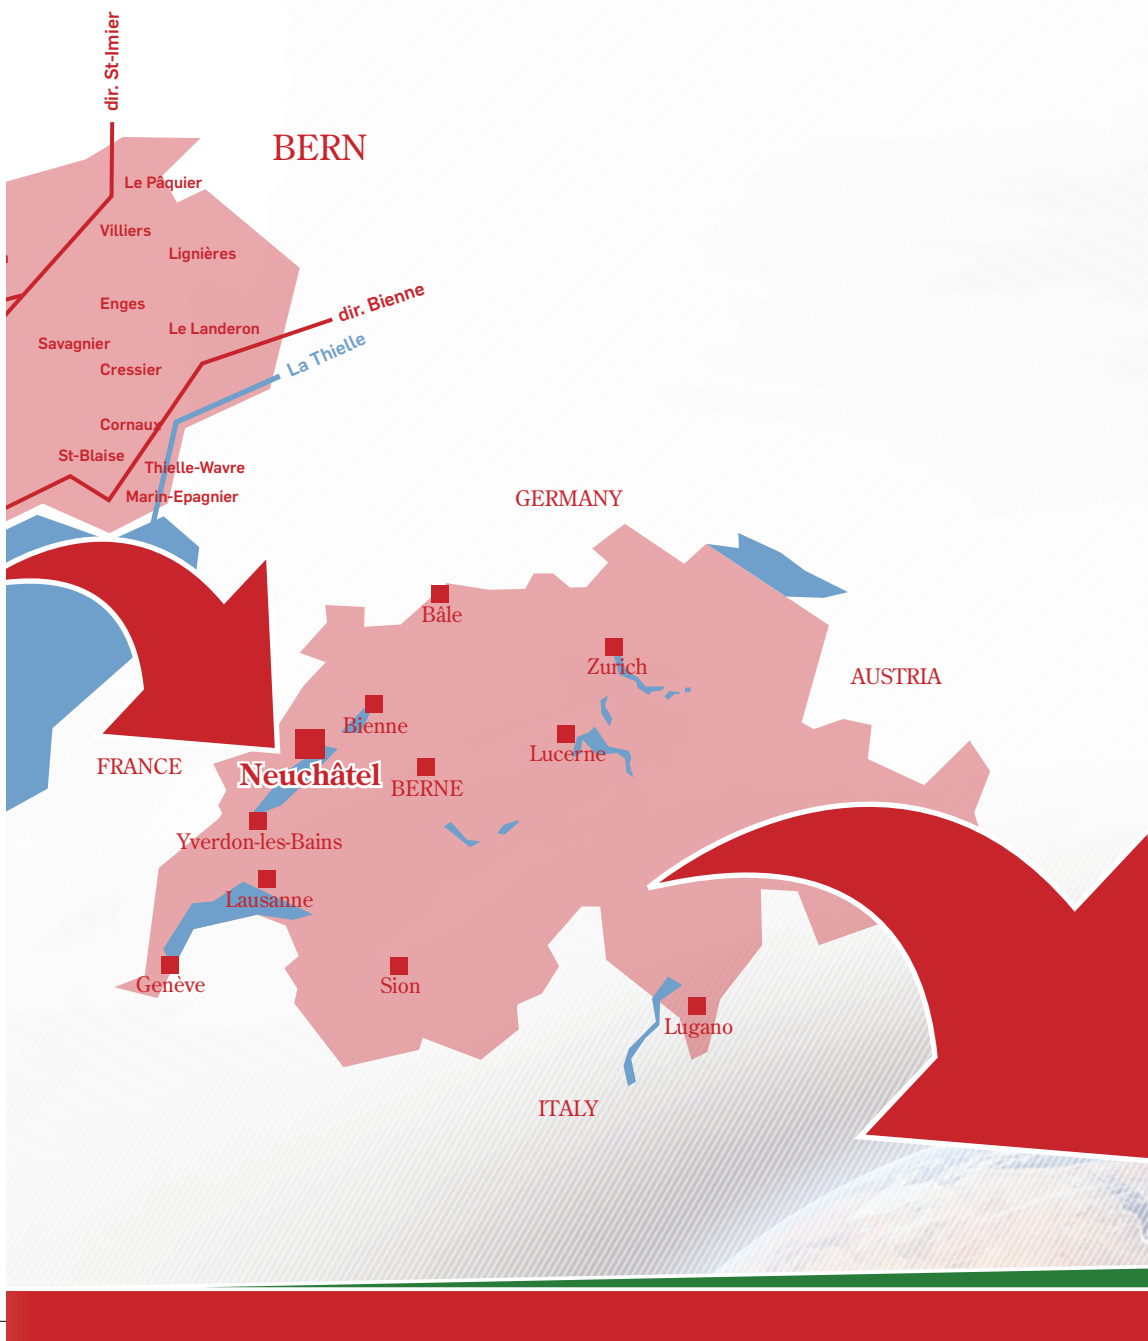 dir. St-Imier
BERN
Le Pâquier
Villiers
Lignières
Enges
dir. Bienne
Le Landeron
Savagnier
La Thielle
Cressier
Cornaux
St-Blaise
Thielle-Wavre
Marin-Epagnier
GERMANY
Bâle
Zurich
AUSTRIA
Bienne
Lucerne
FRANCE
Neuchâtel
BERNE
Yverdon-les-Bains
Lausanne
Genève
Sion
Lugano
ITALY